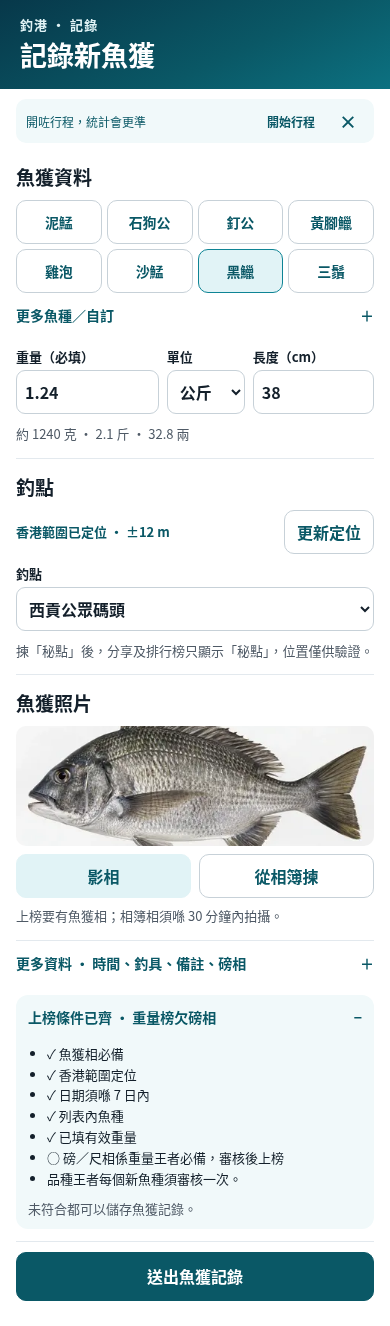 釣港 · 記錄
記錄新魚獲
開咗行程，統計會更準
開始行程 ✕
魚獲資料
泥鯭 石狗公 釘公 黃腳鱲
雞泡 沙鯭 黑鱲 三鬚
更多魚種／自訂 ＋
重量（必填） 單位 長度（cm）
1.24 公斤 38
約 1240 克 · 2.1 斤 · 32.8 兩
釣點
香港範圍已定位 · ±12 m 更新定位
釣點
西貢公眾碼頭
揀「秘點」後，分享及排行榜只顯示「秘點」，位置僅供驗證。
魚獲照片
影相 從相簿揀
上榜要有魚獲相；相簿相須喺 30 分鐘內拍攝。
更多資料 · 時間、釣具、備註、磅相 ＋
上榜條件已齊 · 重量榜欠磅相 −
• ✓ 魚獲相必備
• ✓ 香港範圍定位
• ✓ 日期須喺 7 日內
• ✓ 列表內魚種
• ✓ 已填有效重量
• ○ 磅／尺相係重量王者必備，審核後上榜
• 品種王者每個新魚種須審核一次。
未符合都可以儲存魚獲記錄。
送出魚獲記錄